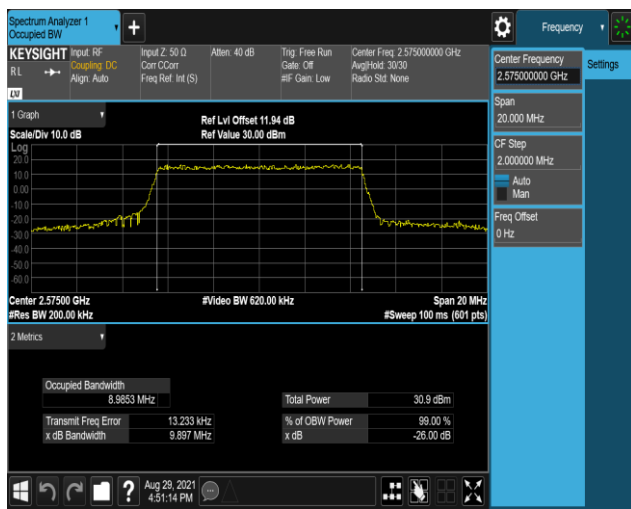 Spectrum Analyzer 1
Occupied BW
+
Frequency
KEYSIGHT
RL
LXI
Input: RF
Coupling: DC
Align: Auto
Input Z: 50 Ω
Corr CCorr
Freq Ref: Int (S)
Atten: 40 dB
Trig: Free Run
Gate: Off
#IF Gain: Low
Center Freq: 2.575000000 GHz
Avg|Hold: 30/30
Radio Std: None
Center Frequency
2.575000000 GHz
Settings
Span
20.000 MHz
CF Step
2.000000 MHz
Auto
Man
Freq Offset
0 Hz
1 Graph
Scale/Div 10.0 dB
Ref Lvl Offset 11.94 dB
Ref Value 30.00 dBm
Log
20.0
10.0
0.00
-10.0
-20.0
-30.0
-40.0
-50.0
-60.0
Center 2.57500 GHz
#Res BW 200.00 kHz
#Video BW 620.00 kHz
Span 20 MHz
#Sweep 100 ms (601 pts)
2 Metrics
Occupied Bandwidth
8.9853 MHz
Total Power 30.9 dBm
Transmit Freq Error 13.233 kHz
x dB Bandwidth 9.897 MHz
% of OBW Power 99.00 %
x dB -26.00 dB
?
Aug 29, 2021
4:51:14 PM